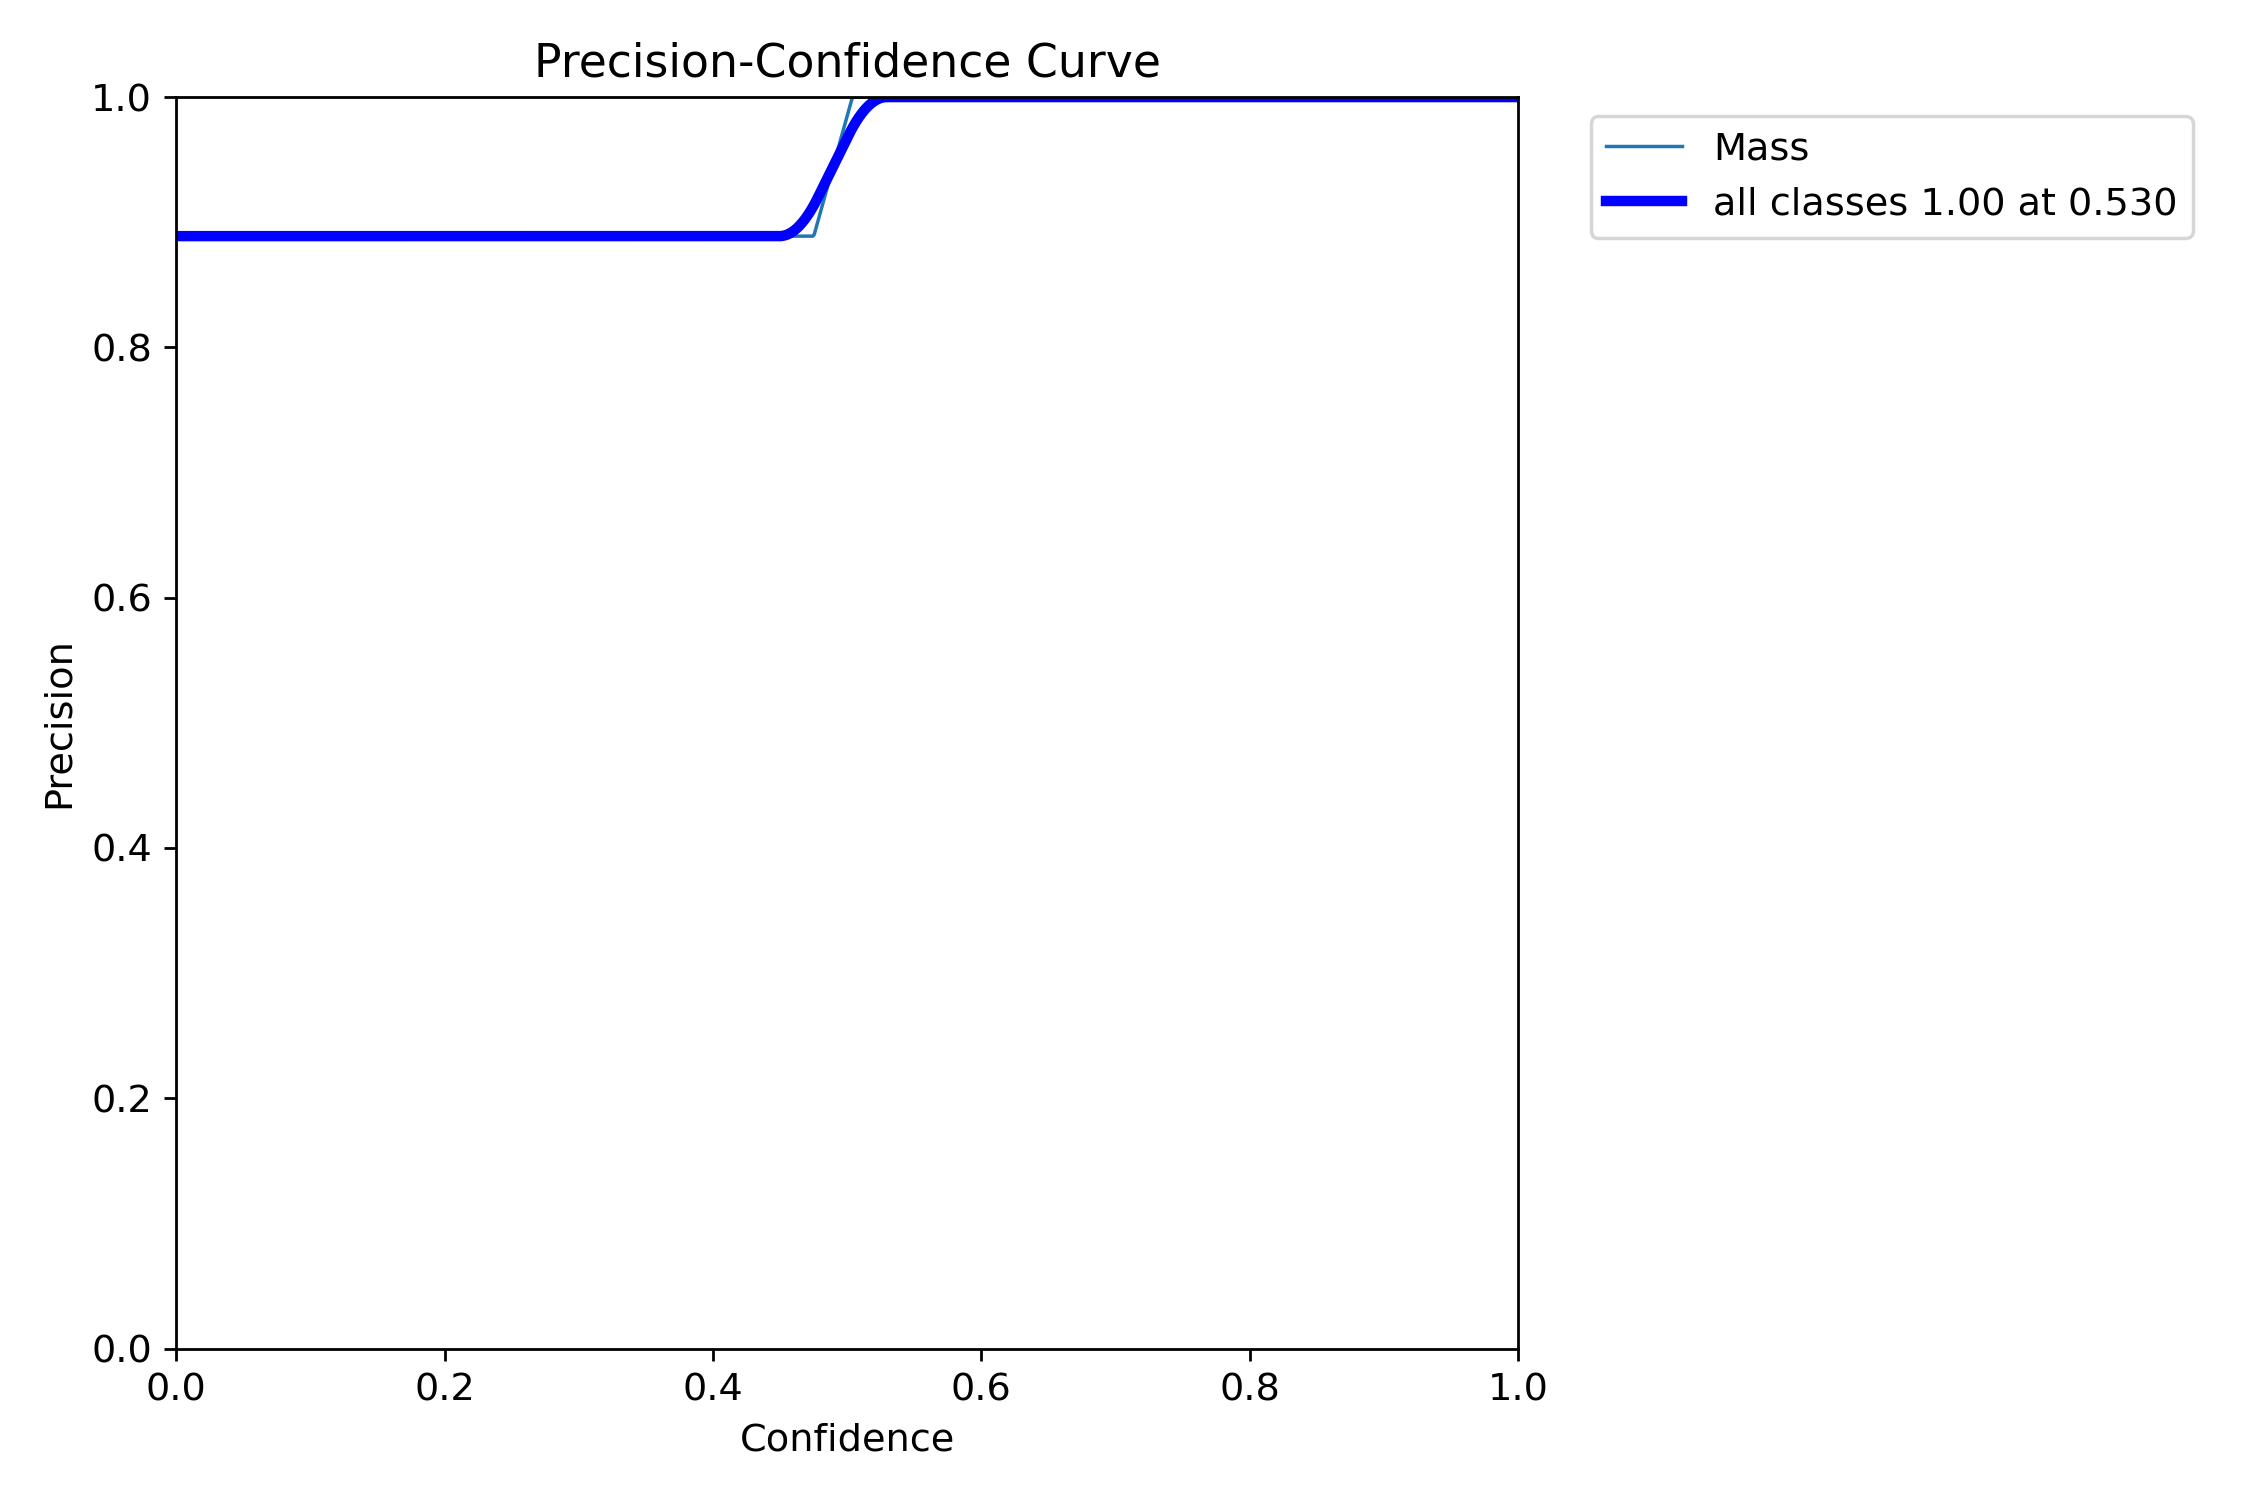 Precision-Confidence Curve
Mass
all classes 1.00 at 0.530
Precision
1.0
0.8
0.6
0.4
0.2
0.0
0.0 0.2 0.4 0.6 0.8 1.0
Confidence